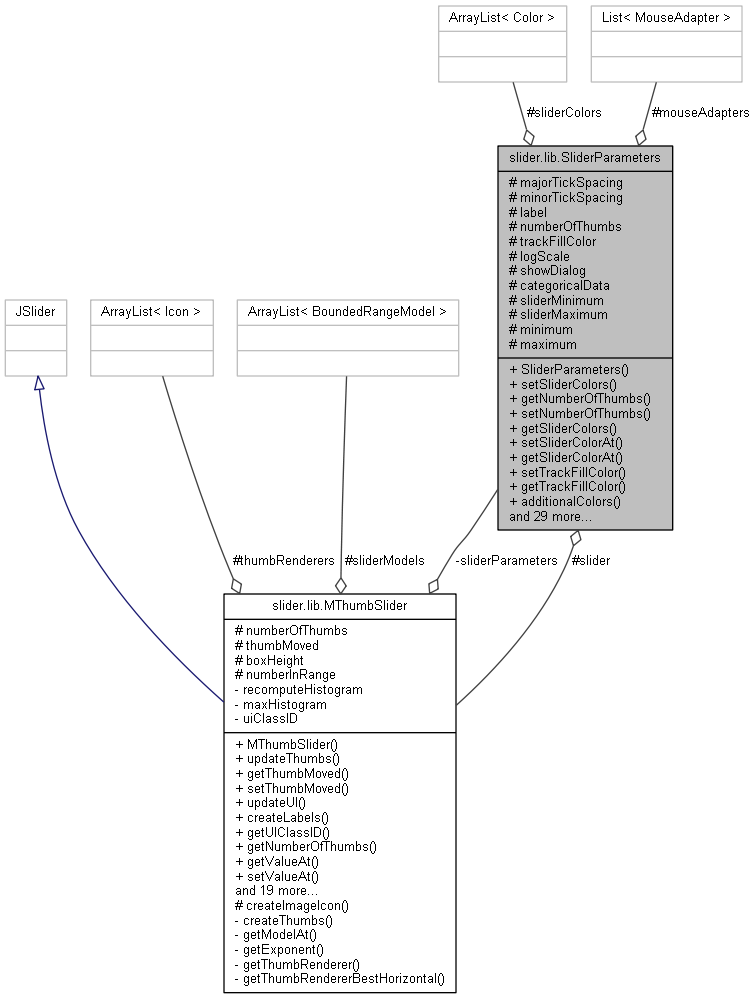 ArrayList< Color >
List< MouseAdapter >
#sliderColors
#mouseAdapters
slider.lib.SliderParameters
# majorTickSpacing
# minorTickSpacing
# label
# numberOfThumbs
# trackFillColor
# logScale
# showDialog
# categoricalData
# sliderMinimum
# sliderMaximum
# minimum
# maximum
+ SliderParameters()
+ setSliderColors()
+ getNumberOfThumbs()
+ setNumberOfThumbs()
+ getSliderColors()
+ setSliderColorAt()
+ getSliderColorAt()
+ setTrackFillColor()
+ getTrackFillColor()
+ additionalColors()
and 29 more...
JSlider
ArrayList< Icon >
ArrayList< BoundedRangeModel >
#thumbRenderers
#sliderModels
-sliderParameters
#slider
slider.lib.MThumbSlider
# numberOfThumbs
# thumbMoved
# boxHeight
# numberInRange
- recomputeHistogram
- maxHistogram
- uiClassID
+ MThumbSlider()
+ updateThumbs()
+ getThumbMoved()
+ setThumbMoved()
+ updateUI()
+ createLabels()
+ getUIClassID()
+ getNumberOfThumbs()
+ getValueAt()
+ setValueAt()
and 19 more...
# createImageIcon()
- createThumbs()
- getModelAt()
- getExponent()
- getThumbRenderer()
- getThumbRendererBestHorizontal()